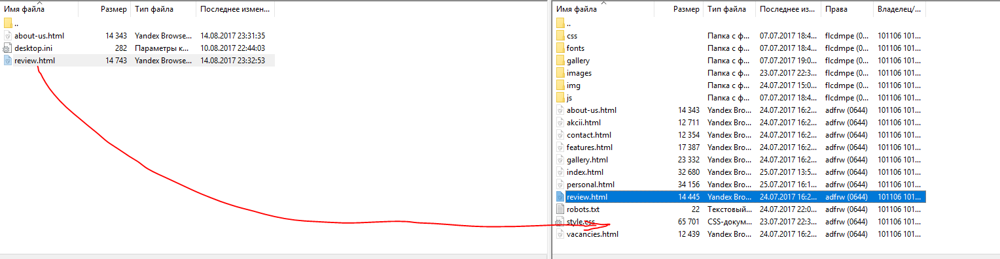 Имя файла Размер Тип файла Последнее измен...
..
about-us.html 14 343 Yandex Browse... 14.08.2017 23:31:35
desktop.ini 282 Параметры к... 10.08.2017 22:44:03
review.html 14 743 Yandex Browse... 14.08.2017 23:32:53
Имя файла Размер Тип файла Последнее из... Права Владелец/...
..
css Папка с ф... 07.07.2017 18:4... flcdmpe (0... 101106 101...
fonts Папка с ф... 07.07.2017 18:4... flcdmpe (0... 101106 101...
gallery Папка с ф... 07.07.2017 19:0... flcdmpe (0... 101106 101...
images Папка с ф... 23.07.2017 22:3... flcdmpe (0... 101106 101...
img Папка с ф... 24.07.2017 15:0... flcdmpe (0... 101106 101...
js Папка с ф... 07.07.2017 18:4... flcdmpe (0... 101106 101...
about-us.html 14 343 Yandex Bro... 24.07.2017 16:2... adfrw (0644) 101106 101...
akcii.html 12 711 Yandex Bro... 24.07.2017 16:2... adfrw (0644) 101106 101...
contact.html 12 354 Yandex Bro... 24.07.2017 16:2... adfrw (0644) 101106 101...
features.html 17 387 Yandex Bro... 24.07.2017 16:2... adfrw (0644) 101106 101...
gallery.html 23 332 Yandex Bro... 24.07.2017 16:2... adfrw (0644) 101106 101...
index.html 32 680 Yandex Bro... 25.07.2017 13:5... adfrw (0644) 101106 101...
personal.html 34 156 Yandex Bro... 25.07.2017 16:1... adfrw (0644) 101106 101...
review.html 14 445 Yandex Bro... 24.07.2017 16:2... adfrw (0644) 101106 101...
robots.txt 22 Текстовый... 24.07.2017 22:0... adfrw (0644) 101106 101...
style.css 65 701 CSS-докум... 23.07.2017 22:3... adfrw (0644) 101106 101...
vacancies.html 12 439 Yandex Bro... 24.07.2017 16:2... adfrw (0644) 101106 101...